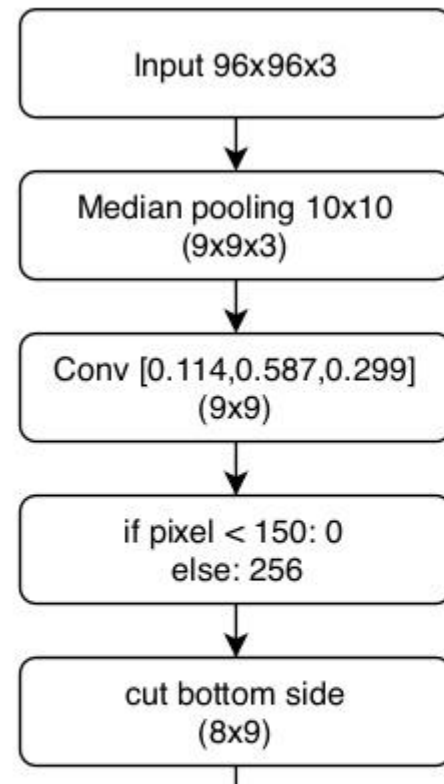 Input 96x96x3
Median pooling 10x10
(9x9x3)
Conv [0.114,0.587,0.299]
(9x9)
if pixel < 150: 0
else: 256
cut bottom side
(8x9)